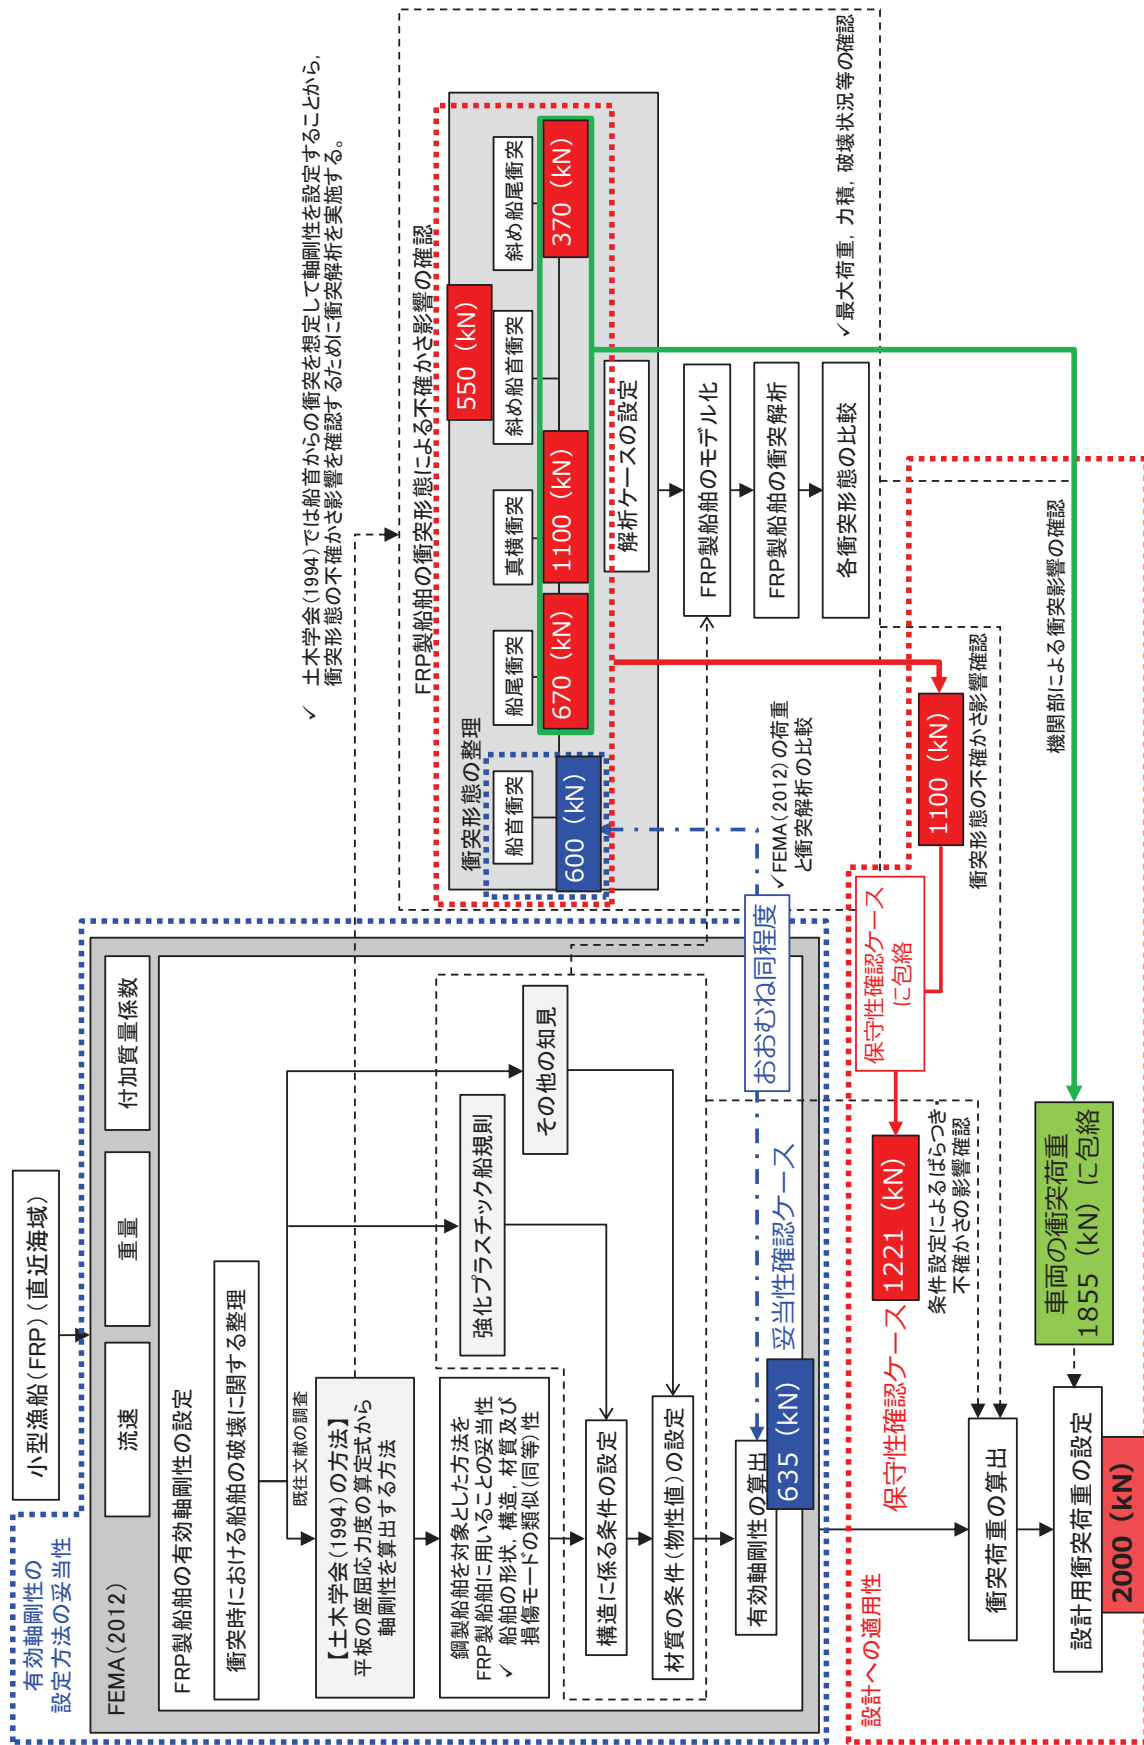 小型漁船(FRP)(直近海域)
有効軸剛性の
設定方法の妥当性
FEMA(2012)
流速
重量
付加質量係数
FRP製船舶の有効軸剛性の設定
衝突時における船舶の破壊に関する整理
既往文献の調査
【土木学会(1994)の方法】
平板の座屈応力度の算定式から
軸剛性を算出する方法
鋼製船舶を対象とした方法を
FRP製船舶に用いることの妥当性
✓ 船舶の形状, 構造, 材質及び
損傷モードの類似(同等)性
強化プラスチック船規則
その他の知見
構造に係る条件の設定
材質の条件(物性値)の設定
有効軸剛性の算出
635 (kN)
妥当性確認ケース
おおむね同程度
✓ 土木学会(1994)では船首からの衝突を想定して軸剛性を設定することから,
衝突形態の不確かさ影響を確認するために衝突解析を実施する。
FRP製船舶の衝突形態による不確かさ影響の確認
衝突形態の整理
船首衝突
船尾衝突
真横衝突
斜め船首衝突
斜め船尾衝突
600 (kN)
670 (kN)
1100 (kN)
550 (kN)
370 (kN)
解析ケースの設定
FRP製船舶のモデル化
FRP製船舶の衝突解析
各衝突形態の比較
✓最大荷重, 力積, 破壊状況等の確認
✓FEMA(2012)の荷重
と衝突解析の比較
設計への適用性
保守性確認ケース
1221 (kN)
保守性確認ケース
に包絡
1100 (kN)
衝突形態の不確かさ影響確認
条件設定によるばらつき・
不確かさの影響確認
機関部による衝突影響の確認
衝突荷重の算出
設計用衝突荷重の設定
2000 (kN)
車両の衝突荷重
1855 (kN) に包絡